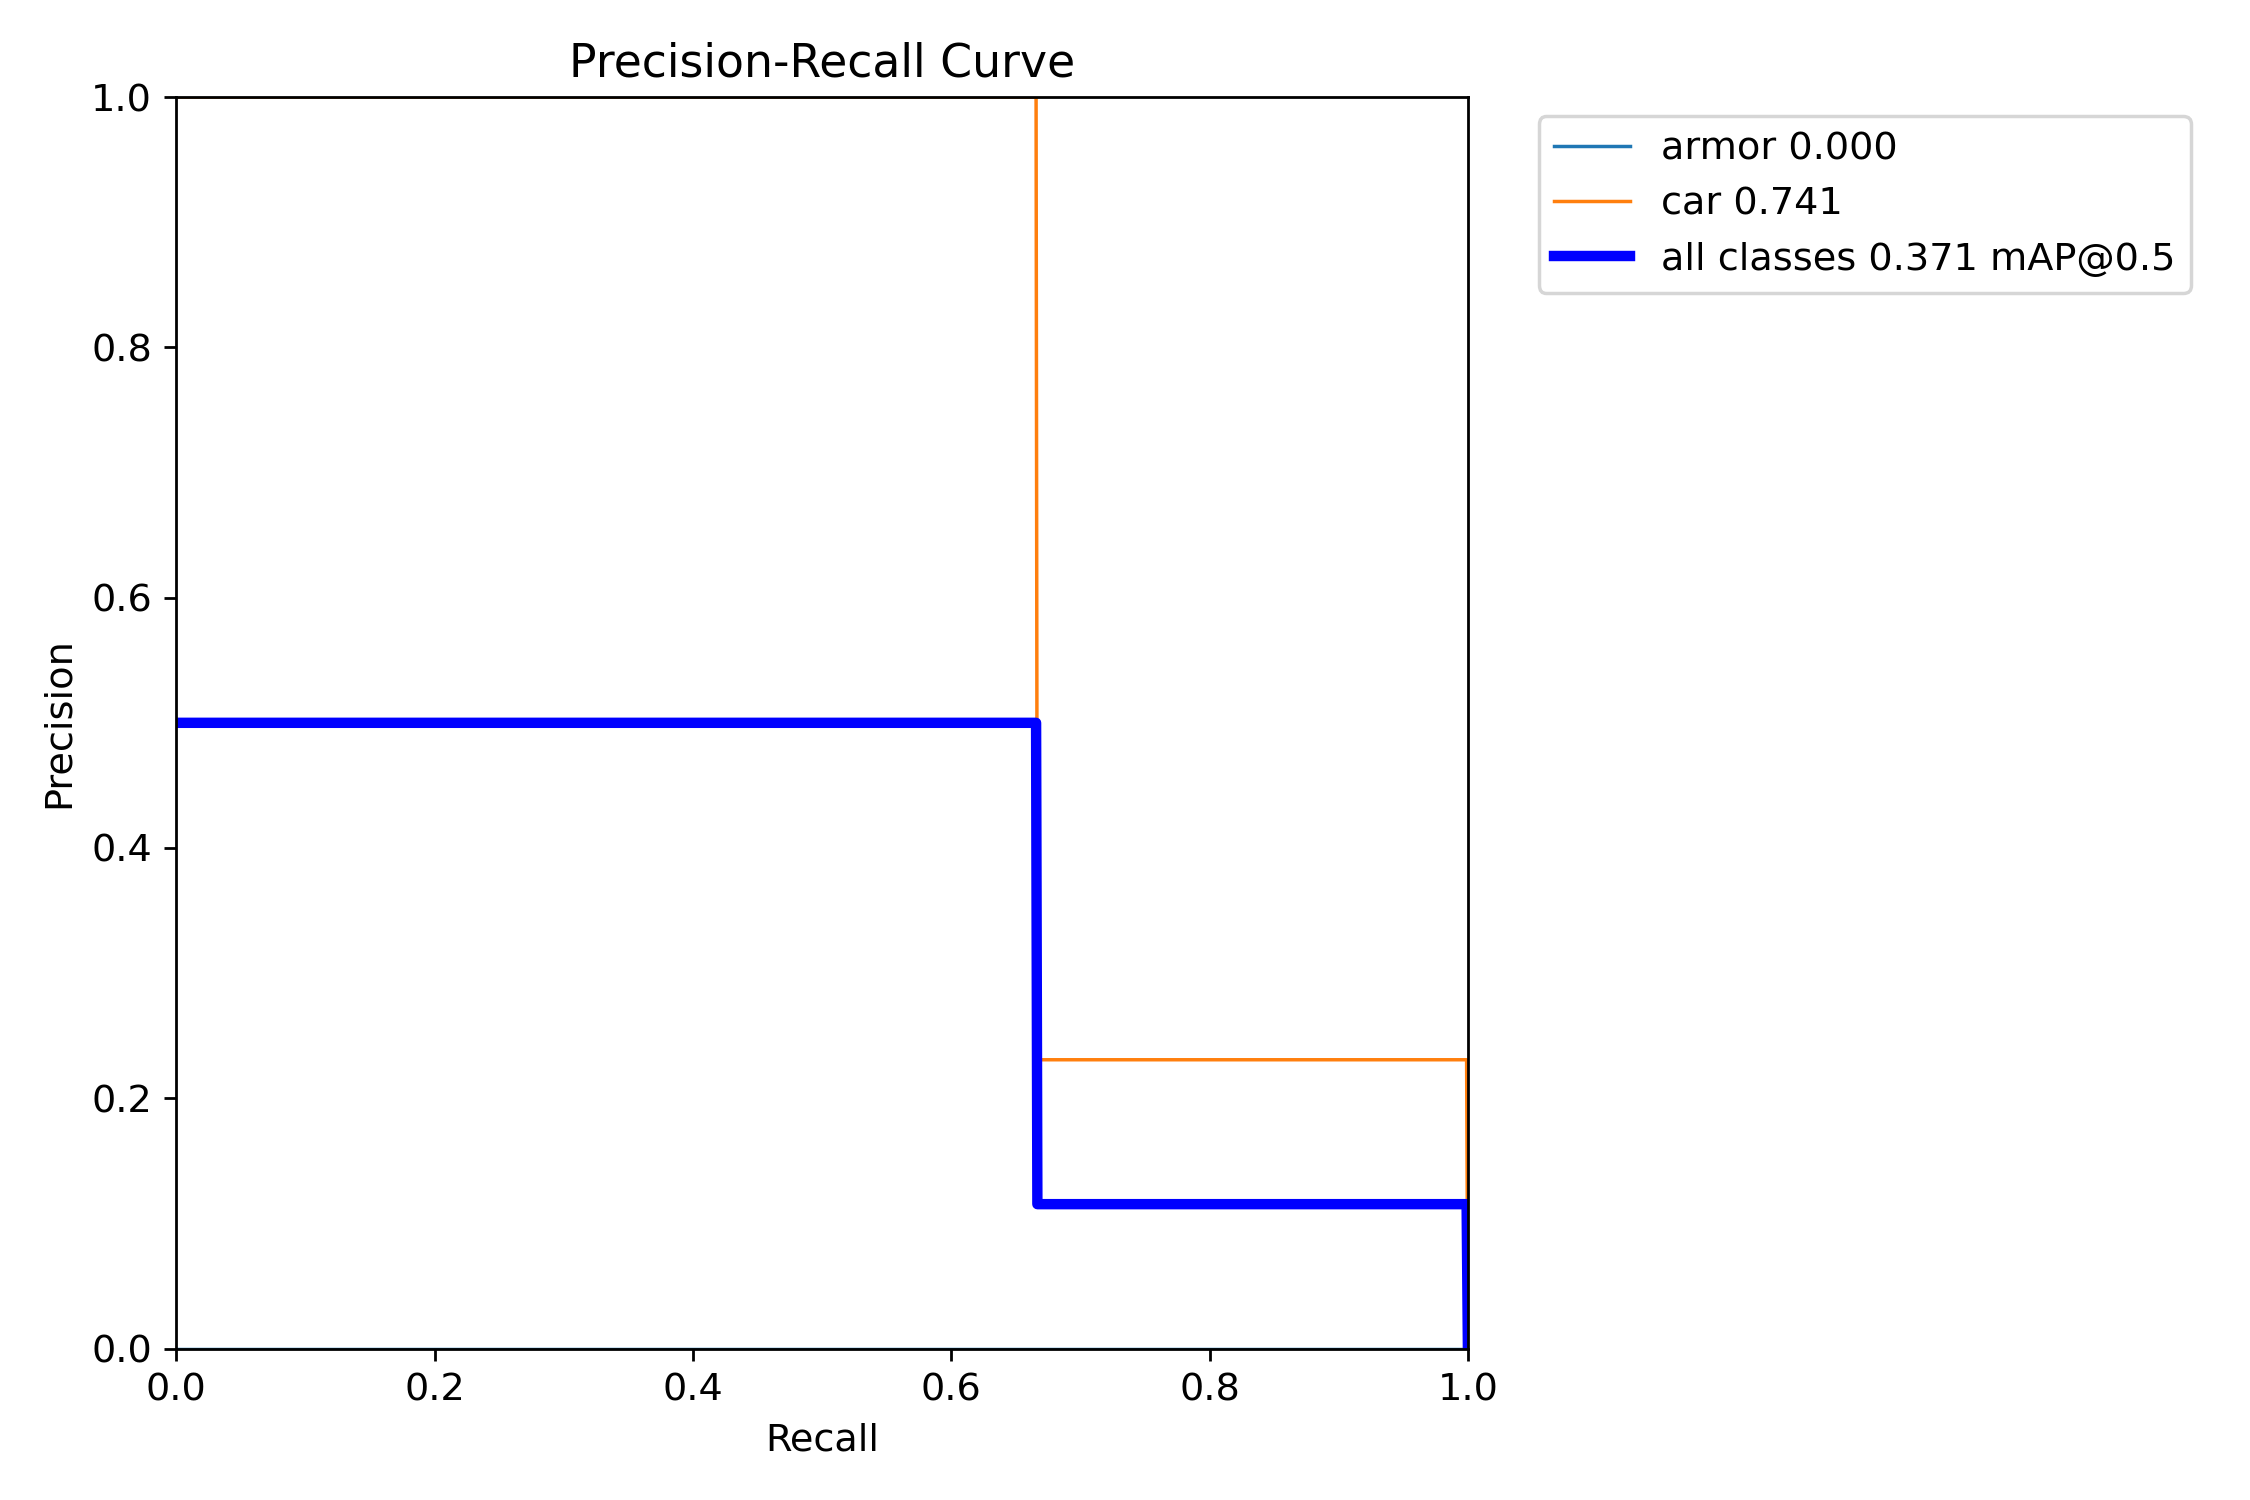 Precision-Recall Curve
1.0
0.8
0.6
0.4
0.2
0.0
Precision
0.0 0.2 0.4 0.6 0.8 1.0
Recall
armor 0.000
car 0.741
all classes 0.371 mAP@0.5